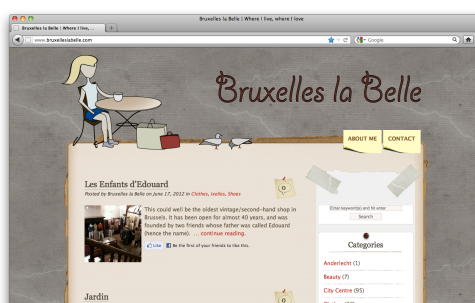 Bruxelles la Belle | Where I live, where I love
Bruxelles la Belle | Where I live, ...
www.bruxelleslabelle.com
Google
Bruxelles la Belle
ABOUT ME
CONTACT
Les Enfants d'Edouard
Posted by Bruxelles la Belle on June 17, 2012 in Clothes, Ixelles, Shoes
0
This could well be the oldest vintage/second-hand shop in
Brussels. It has been open for almost 40 years, and was
founded by two friends whose father was called Edouard
(hence the name). ... continue reading.
Like
Be the first of your friends to like this.
Enter keyword(s) and hit enter
Search
Categories
Anderlecht (1)
Beauty (7)
City Centre (95)
Jardin
0